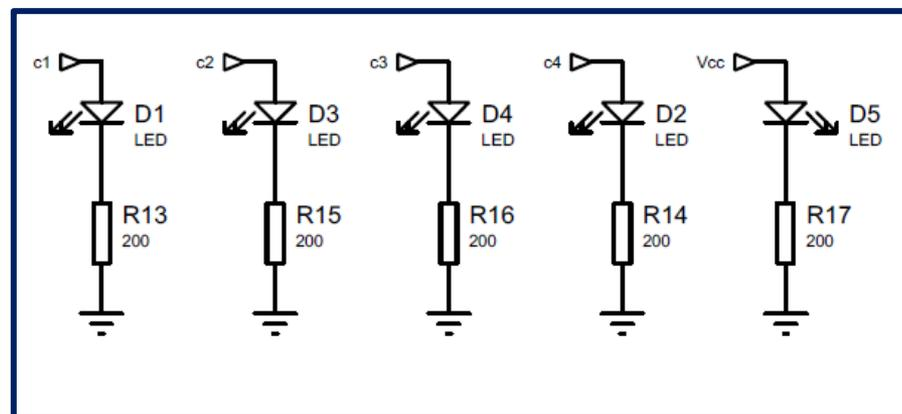 c1
D1
LED
R13
200
c2
D3
LED
R15
200
c3
D4
LED
R16
200
c4
D2
LED
R14
200
Vcc
D5
LED
R17
200